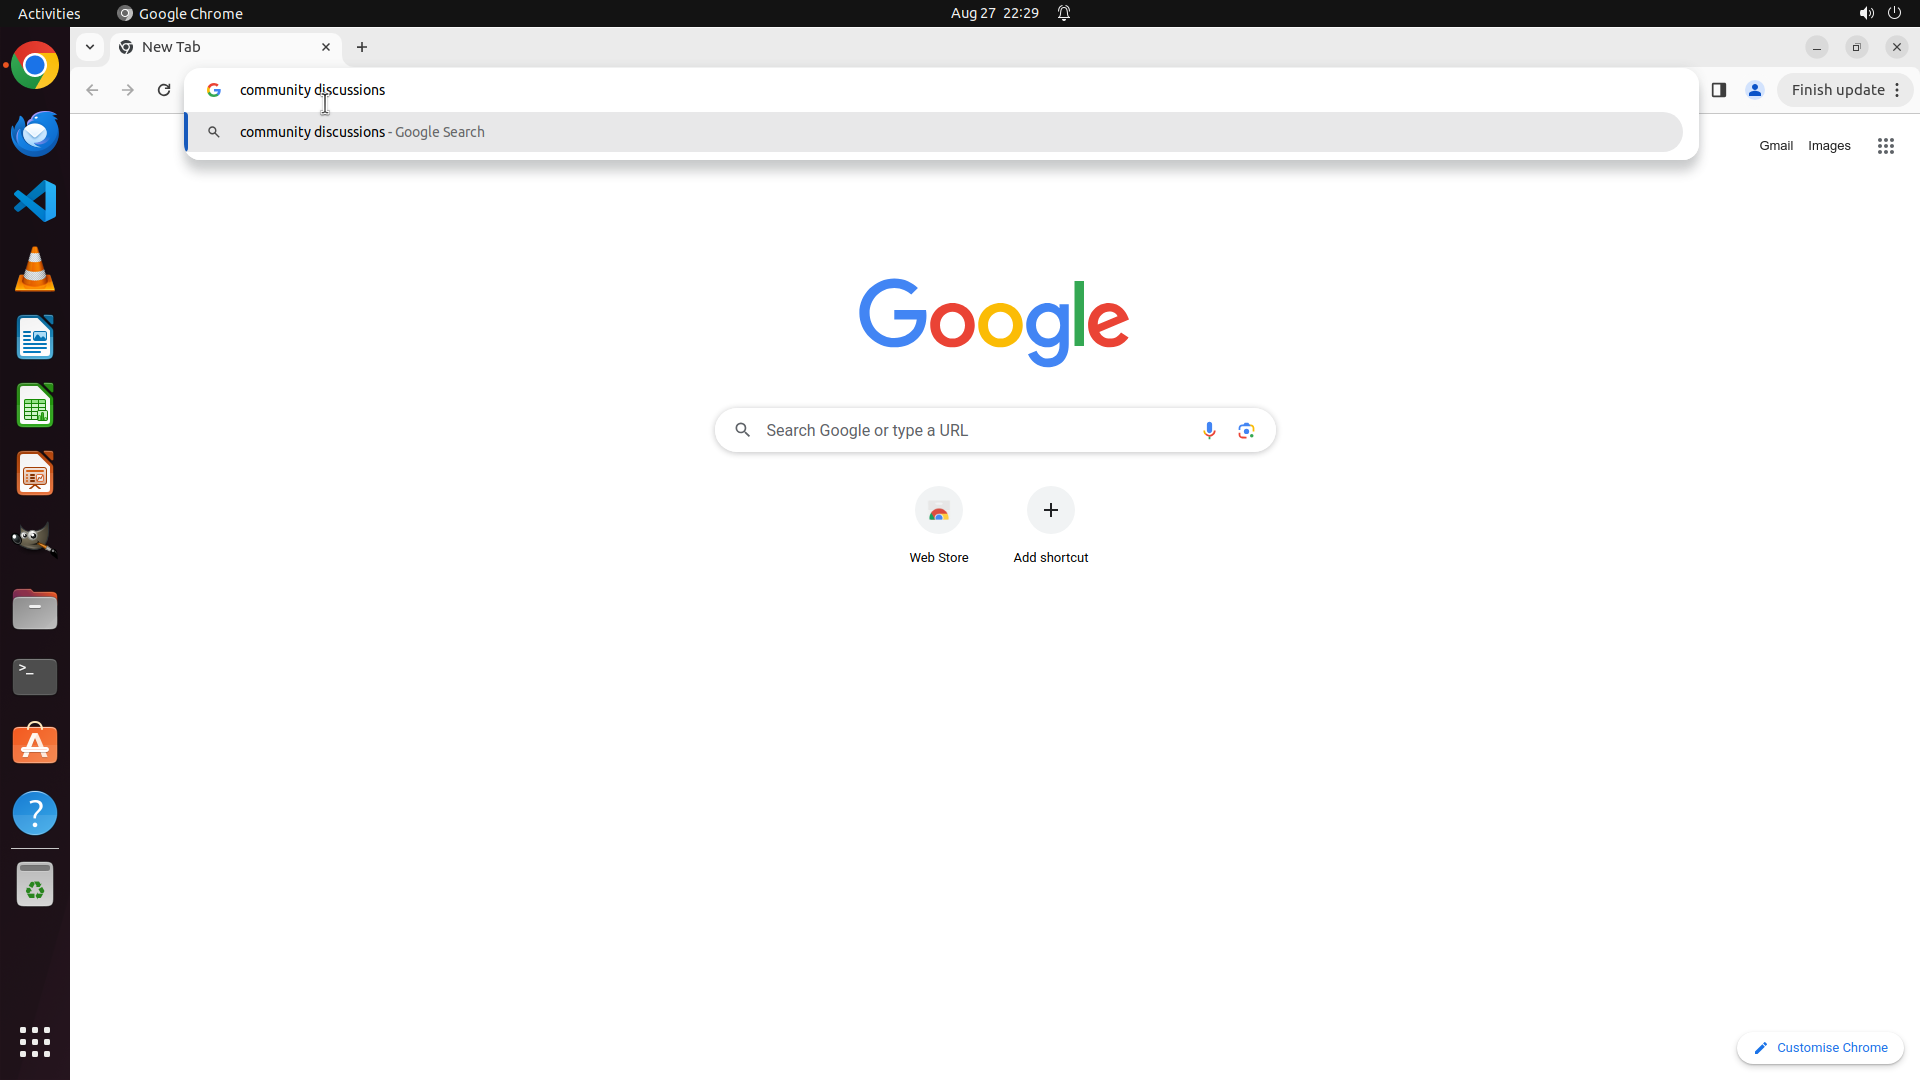 Activities
Google Chrome
Aug 27 22:29
New Tab
community discussions
Finish update
community discussions - Google Search
Gmail
Images
Google
Search Google or type a URL
Web Store
Add shortcut
>_
?
Customise Chrome